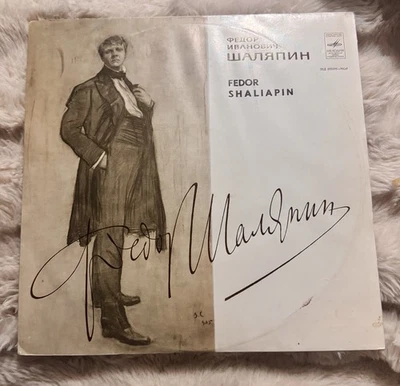 ФЕДОР
ИВАНОВИЧ
ШАЛЯПИН
FEDOR
SHALIAPIN
Федор Шаляпин